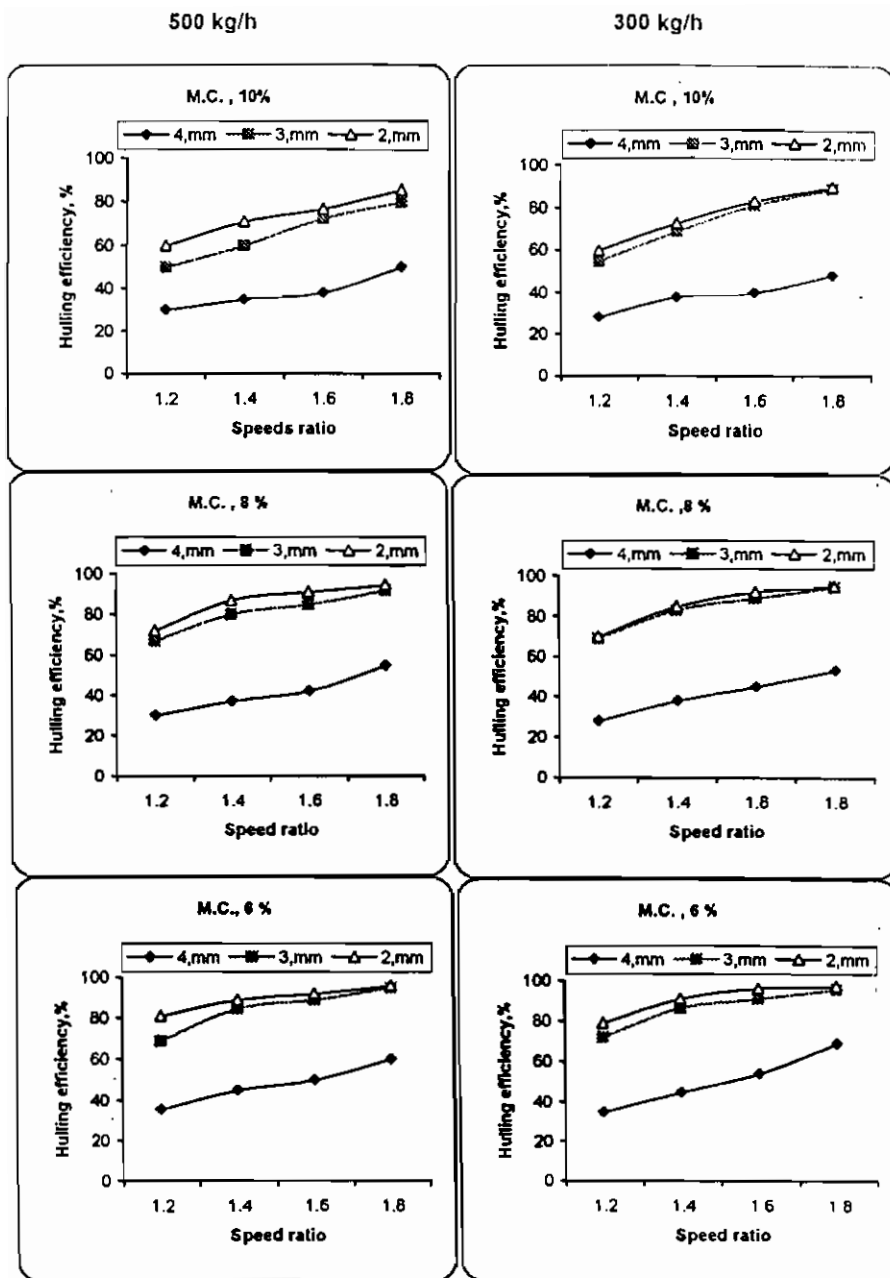 500 kg/h
300 kg/h
M.C. , 10%
4,mm 3,mm 2,mm
Hulling efficiency, %
100
80
60
40
20
0
1.2 1.4 1.6 1.8
Speeds ratio
M.C , 10%
4,mm 3,mm 2,mm
Hulling efficiency,%
100
80
60
40
20
0
1.2 1.4 1.6 1.8
Speed ratio
M.C. , 8 %
4,mm 3,mm 2,mm
Hulling efficiency,%
100
80
60
40
20
0
1.2 1.4 1.6 1.8
Speed ratio
M.C. ,8%
4,mm 3,mm 2,mm
Hulling efficiency,%
100
80
60
40
20
0
1.2 1.4 1.6 1.8
Speed ratio
M.C., 6 %
4,mm 3,mm 2,mm
Hulling efficiency,%
100
80
60
40
20
0
1.2 1.4 1.6 1.8
Speed ratio
M.C. , 6 %
4,mm 3,mm 2,mm
Hulling efficiency,%
100
80
60
40
20
0
1.2 1.4 1 6 1 8
Speed ratio